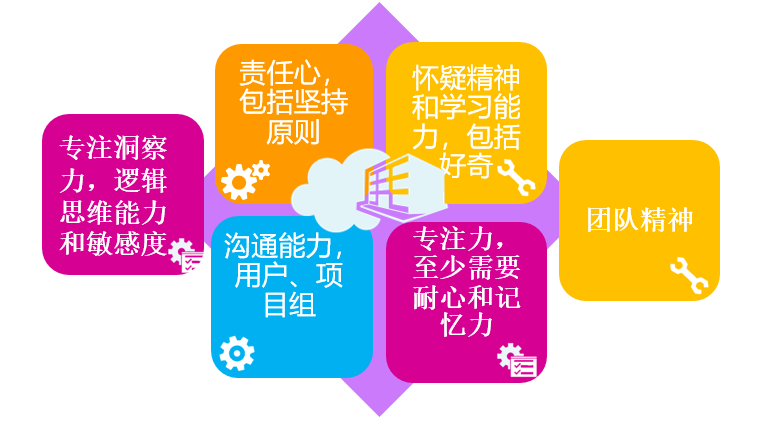 责任心，
包括坚持
原则
怀疑精神
和学习能
力，包括
好奇
专注洞察
力，逻辑
思维能力
和敏感度
团队精神
沟通能力，
用户、项
目组
专注力，
至少需要
耐心和记
忆力